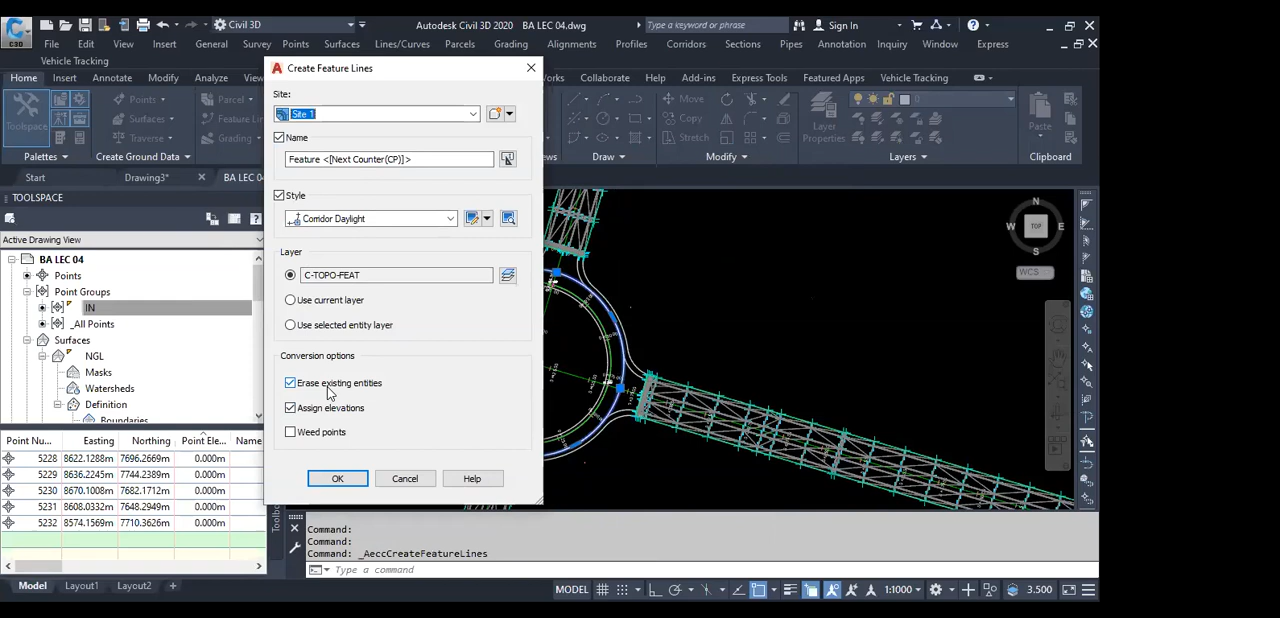 C3D
Civil 3D
Autodesk Civil 3D 2020   BA LEC 04.dwg
Type a keyword or phrase
Sign In
File Edit View Insert General Survey Points Surfaces Lines/Curves Parcels Grading Alignments Profiles Corridors Sections Pipes Annotation Inquiry Window Express
Vehicle Tracking
Home Insert Annotate Modify Analyze View Collaborate Help Add-ins Express Tools Featured Apps Vehicle Tracking
Toolspace
Points
Surfaces
Traverse
Parcel
Feature Line
Grading
Move
Copy
Stretch
Layer
Properties
0
Paste
Palettes Create Ground Data Draw Modify Layers Clipboard
Start Drawing3* BA LEC 04
TOOLSPACE
Active Drawing View
BA LEC 04
Points
Point Groups
IN
_All Points
Surfaces
NGL
Masks
Watersheds
Definition
Boundaries
Point Nu... Easting Northing Point Ele... Name
5228 8622.1288m 7696.2669m 0.000m
5229 8636.2245m 7744.2389m 0.000m
5230 8670.1008m 7682.1712m 0.000m
5231 8608.0332m 7648.2949m 0.000m
5232 8574.1569m 7710.3626m 0.000m
Create Feature Lines
Site:
Site 1
Name
Feature <[Next Counter(CP)]>
Style
Corridor Daylight
Layer
C-TOPO-FEAT
Use current layer
Use selected entity layer
Conversion options
Erase existing entities
Assign elevations
Weed points
OK Cancel Help
N
W TOP E
S
WCS
Command:
Command:
Command: _AeccCreateFeatureLines
Type a command
Model Layout1 Layout2 +
MODEL 1:1000 3.500